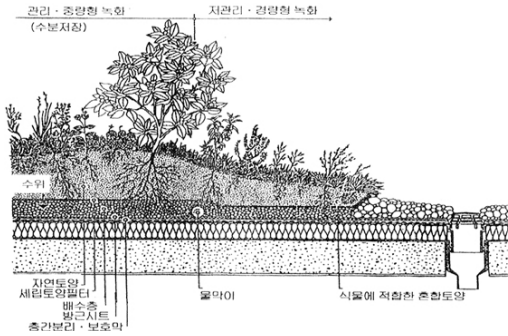 관리·중량형 녹화
저관리·경량형 녹화
(수분저장)
수위
자연토양
세립토양필터
배수층
방근시트
층간분리·보호막
물막이
식물에 적합한 혼합토양